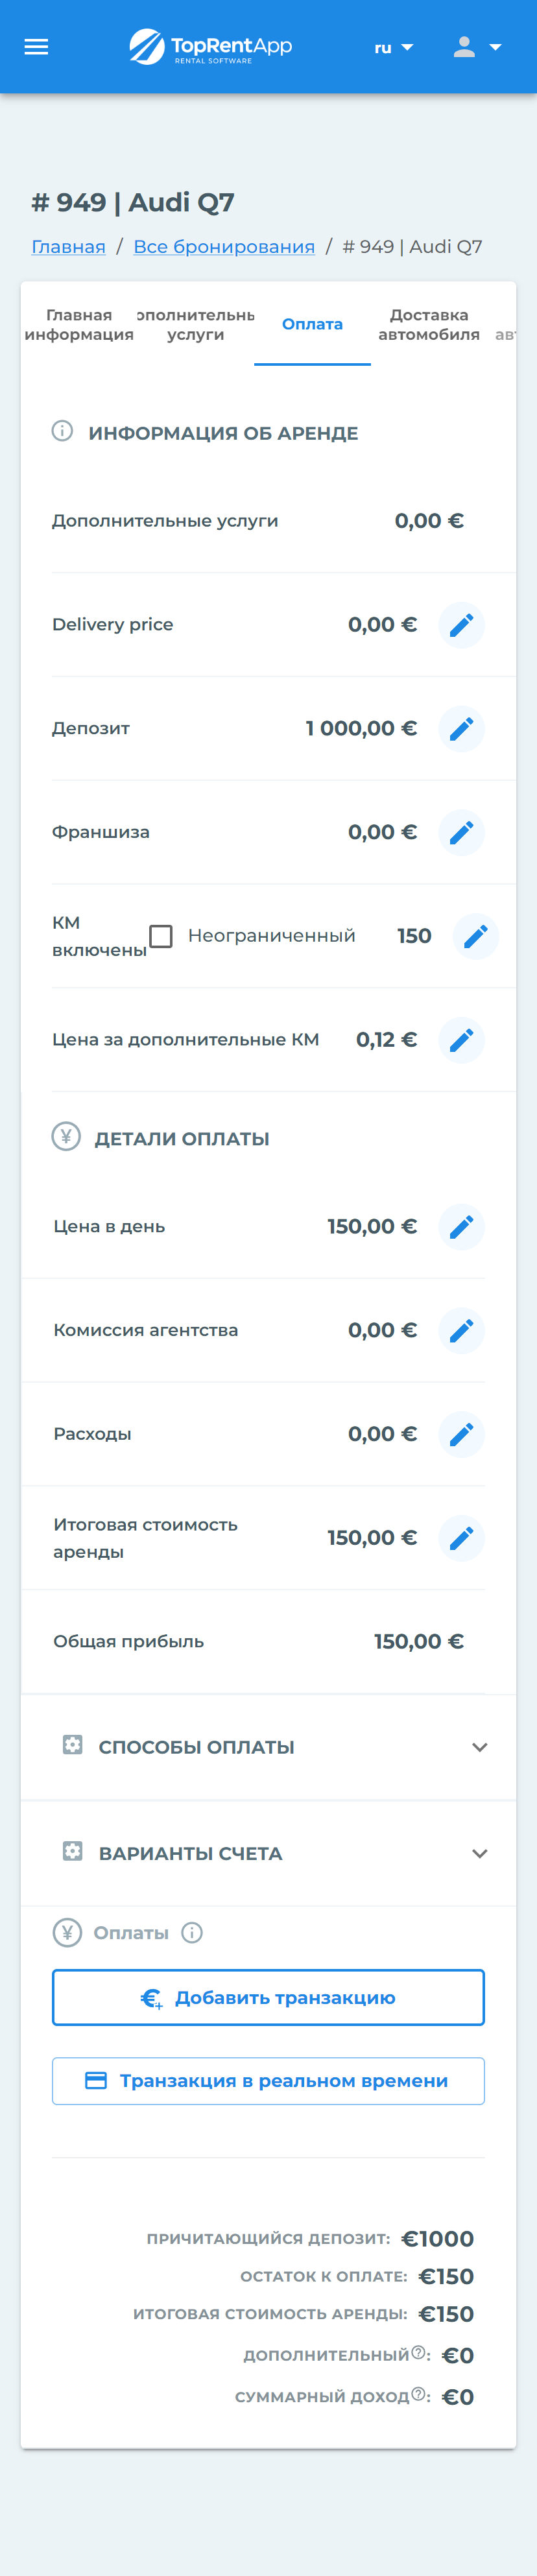 TopRentApp
RENTAL SOFTWARE
ru
# 949 | Audi Q7
Главная / Все бронирования / # 949 | Audi Q7
Главная
информация
ополнительнь
услуги
Оплата
Доставка
автомобиля
авт
ИНФОРМАЦИЯ ОБ АРЕНДЕ
Дополнительные услуги 0,00 €
Delivery price 0,00 €
Депозит 1 000,00 €
Франшиза 0,00 €
КМ
включены
Неограниченный 150
Цена за дополнительные КМ 0,12 €
ДЕТАЛИ ОПЛАТЫ
Цена в день 150,00 €
Комиссия агентства 0,00 €
Расходы 0,00 €
Итоговая стоимость
аренды
150,00 €
Общая прибыль 150,00 €
СПОСОБЫ ОПЛАТЫ
ВАРИАНТЫ СЧЕТА
Оплаты
Добавить транзакцию
Транзакция в реальном времени
ПРИЧИТАЮЩИЙСЯ ДЕПОЗИТ: €1000
ОСТАТОК К ОПЛАТЕ: €150
ИТОГОВАЯ СТОИМОСТЬ АРЕНДЫ: €150
ДОПОЛНИТЕЛЬНЫЙ: €0
СУММАРНЫЙ ДОХОД: €0